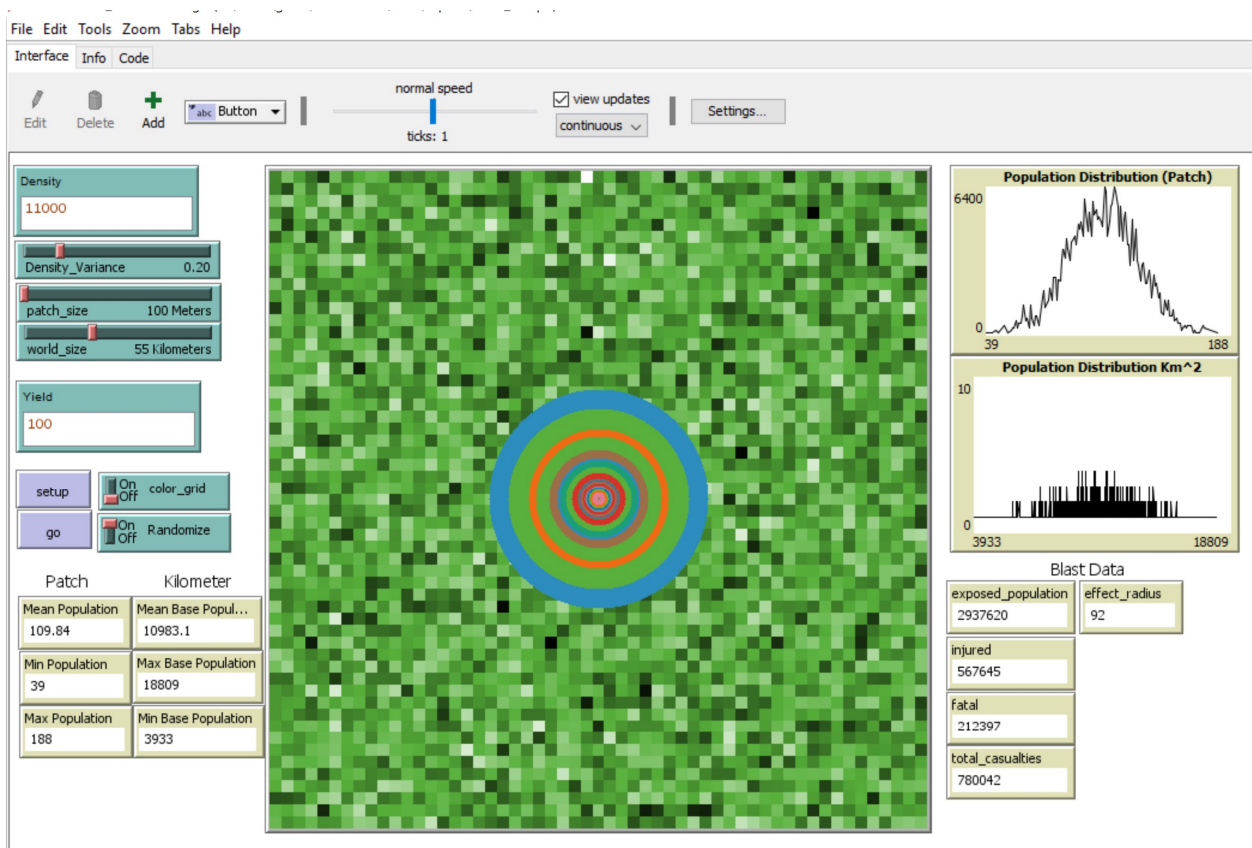 File Edit Tools Zoom Tabs Help
Interface Info Code
Edit Delete Add abc Button normal speed ticks: 1 view updates continuous Settings...
Density
11000
Density_Variance 0.20
patch_size 100 Meters
world_size 55 Kilometers
Yield
100
setup On Off color_grid
go On Off Randomize
Patch Kilometer
Mean Population Mean Base Popul...
109.84 10983.1
Min Population Max Base Population
39 18809
Max Population Min Base Population
188 3933
Population Distribution (Patch)
6400
0
39 188
Population Distribution Km^2
10
0
3933 18809
Blast Data
exposed_population effect_radius
2937620 92
injured
567645
fatal
212397
total_casualties
780042